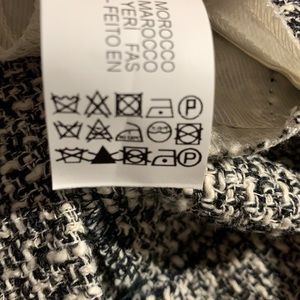 MOROCCO
MAROCCO
YERI FAS
- FEITO EN
P